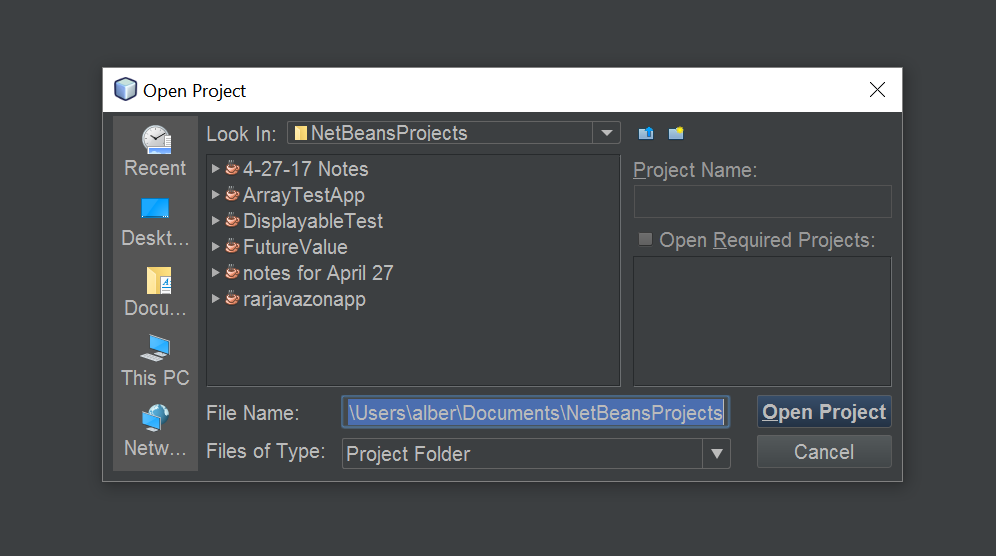 Open Project
Look In:
NetBeansProjects
Recent
Deskt...
Docu...
This PC
Netw...
4-27-17 Notes
ArrayTestApp
DisplayableTest
FutureValue
notes for April 27
rarjavazonapp
Project Name:
Open Required Projects:
File Name:
\Users\alber\Documents\NetBeansProjects
Open Project
Files of Type:
Project Folder
Cancel